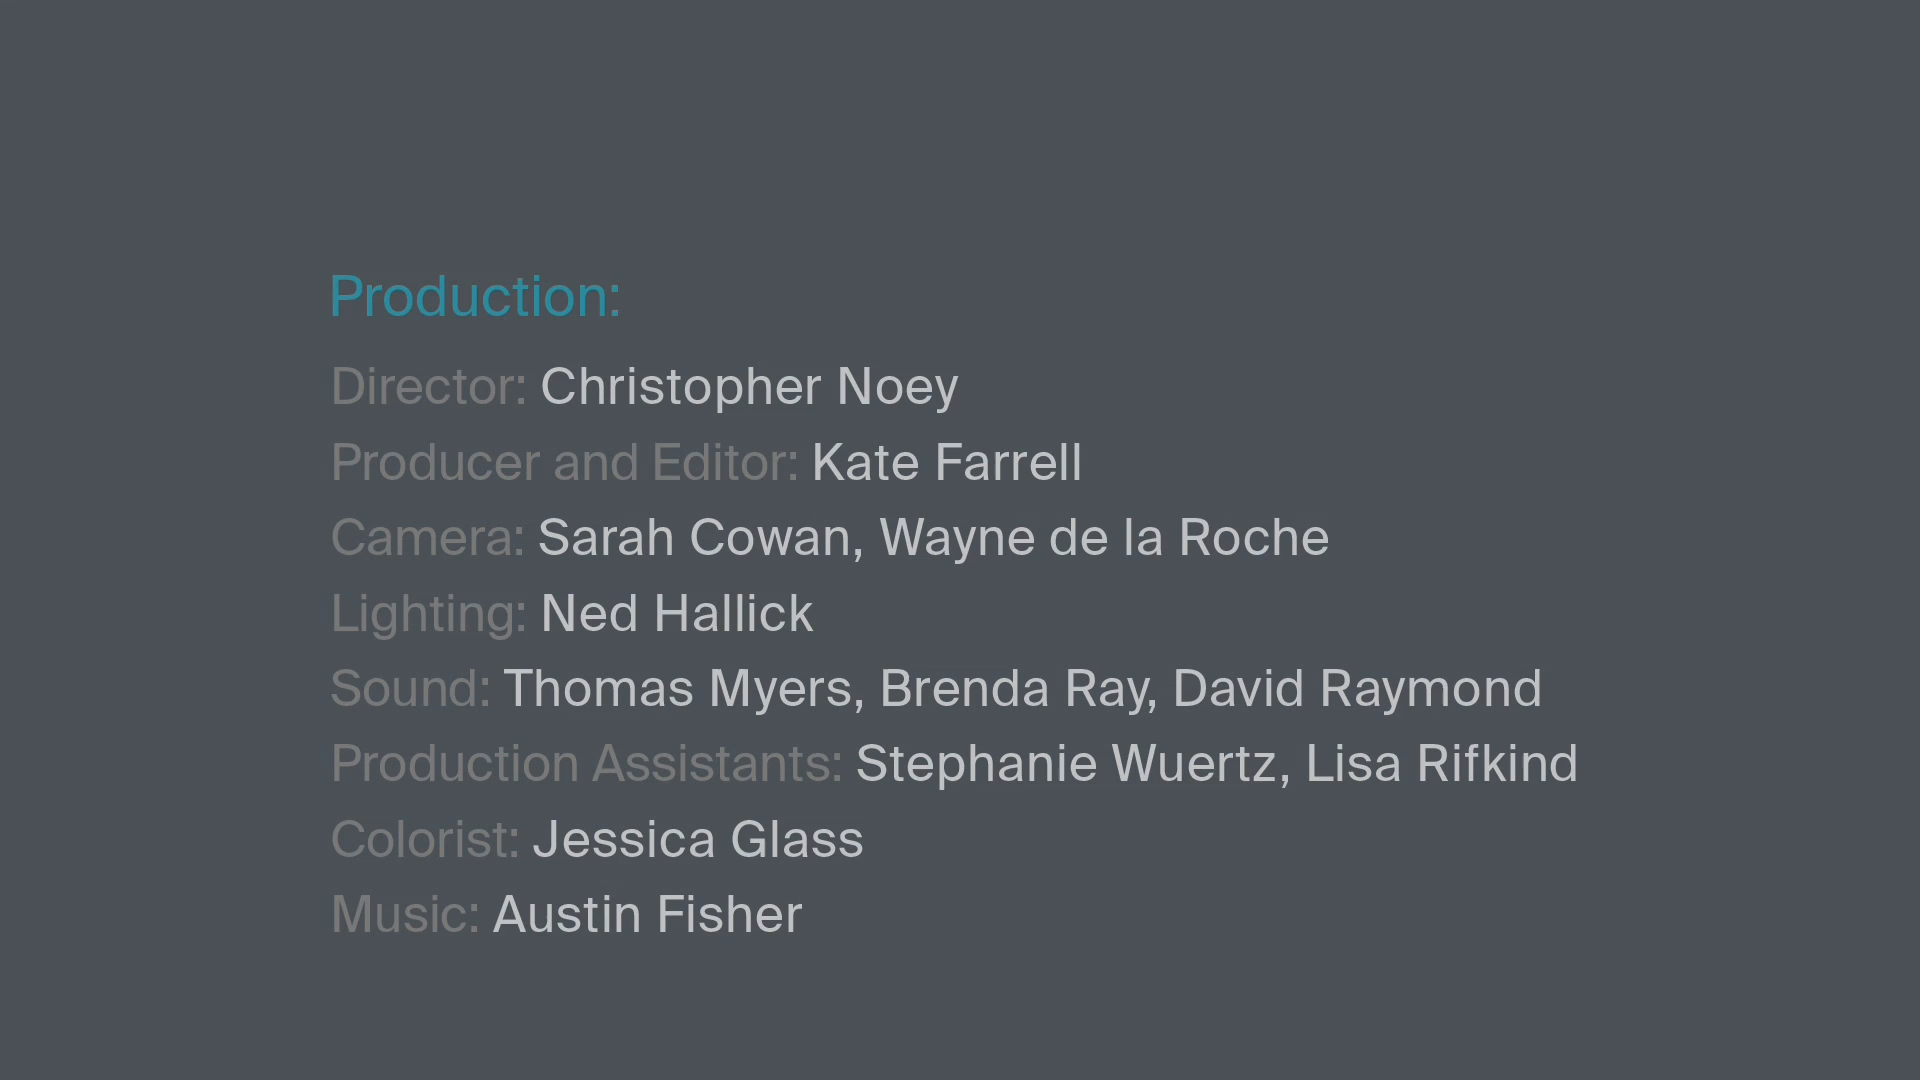 Production:
Director: Christopher Noey
Producer and Editor: Kate Farrell
Camera: Sarah Cowan, Wayne de la Roche
Lighting: Ned Hallick
Sound: Thomas Myers, Brenda Ray, David Raymond
Production Assistants: Stephanie Wuertz, Lisa Rifkind
Colorist: Jessica Glass
Music: Austin Fisher